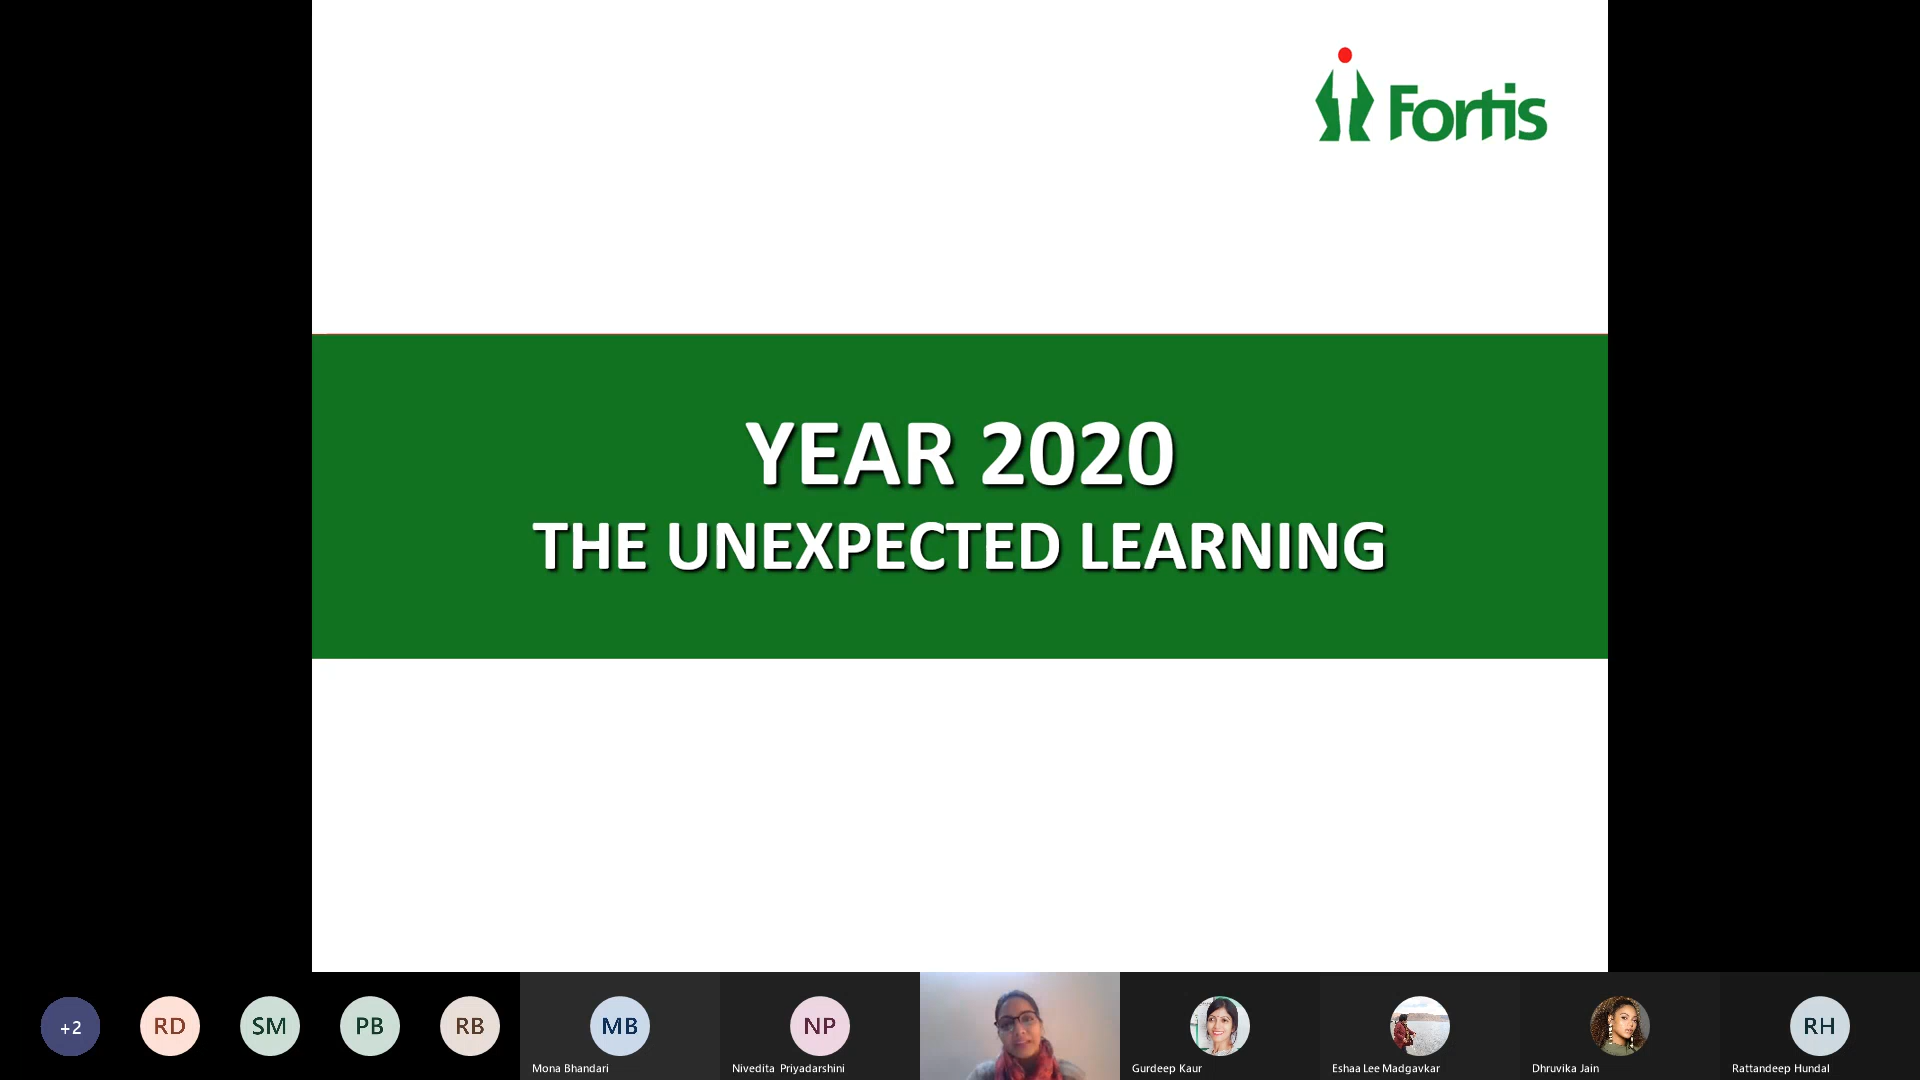 Fortis
YEAR 2020
THE UNEXPECTED LEARNING
+2
RD
SM
PB
RB
MB
NP
RH
Mona Bhandari
Nivedita Priyadarshini
Gurdeep Kaur
Eshaa Lee Madgavkar
Dhruvika Jain
Rattandeep Hundal